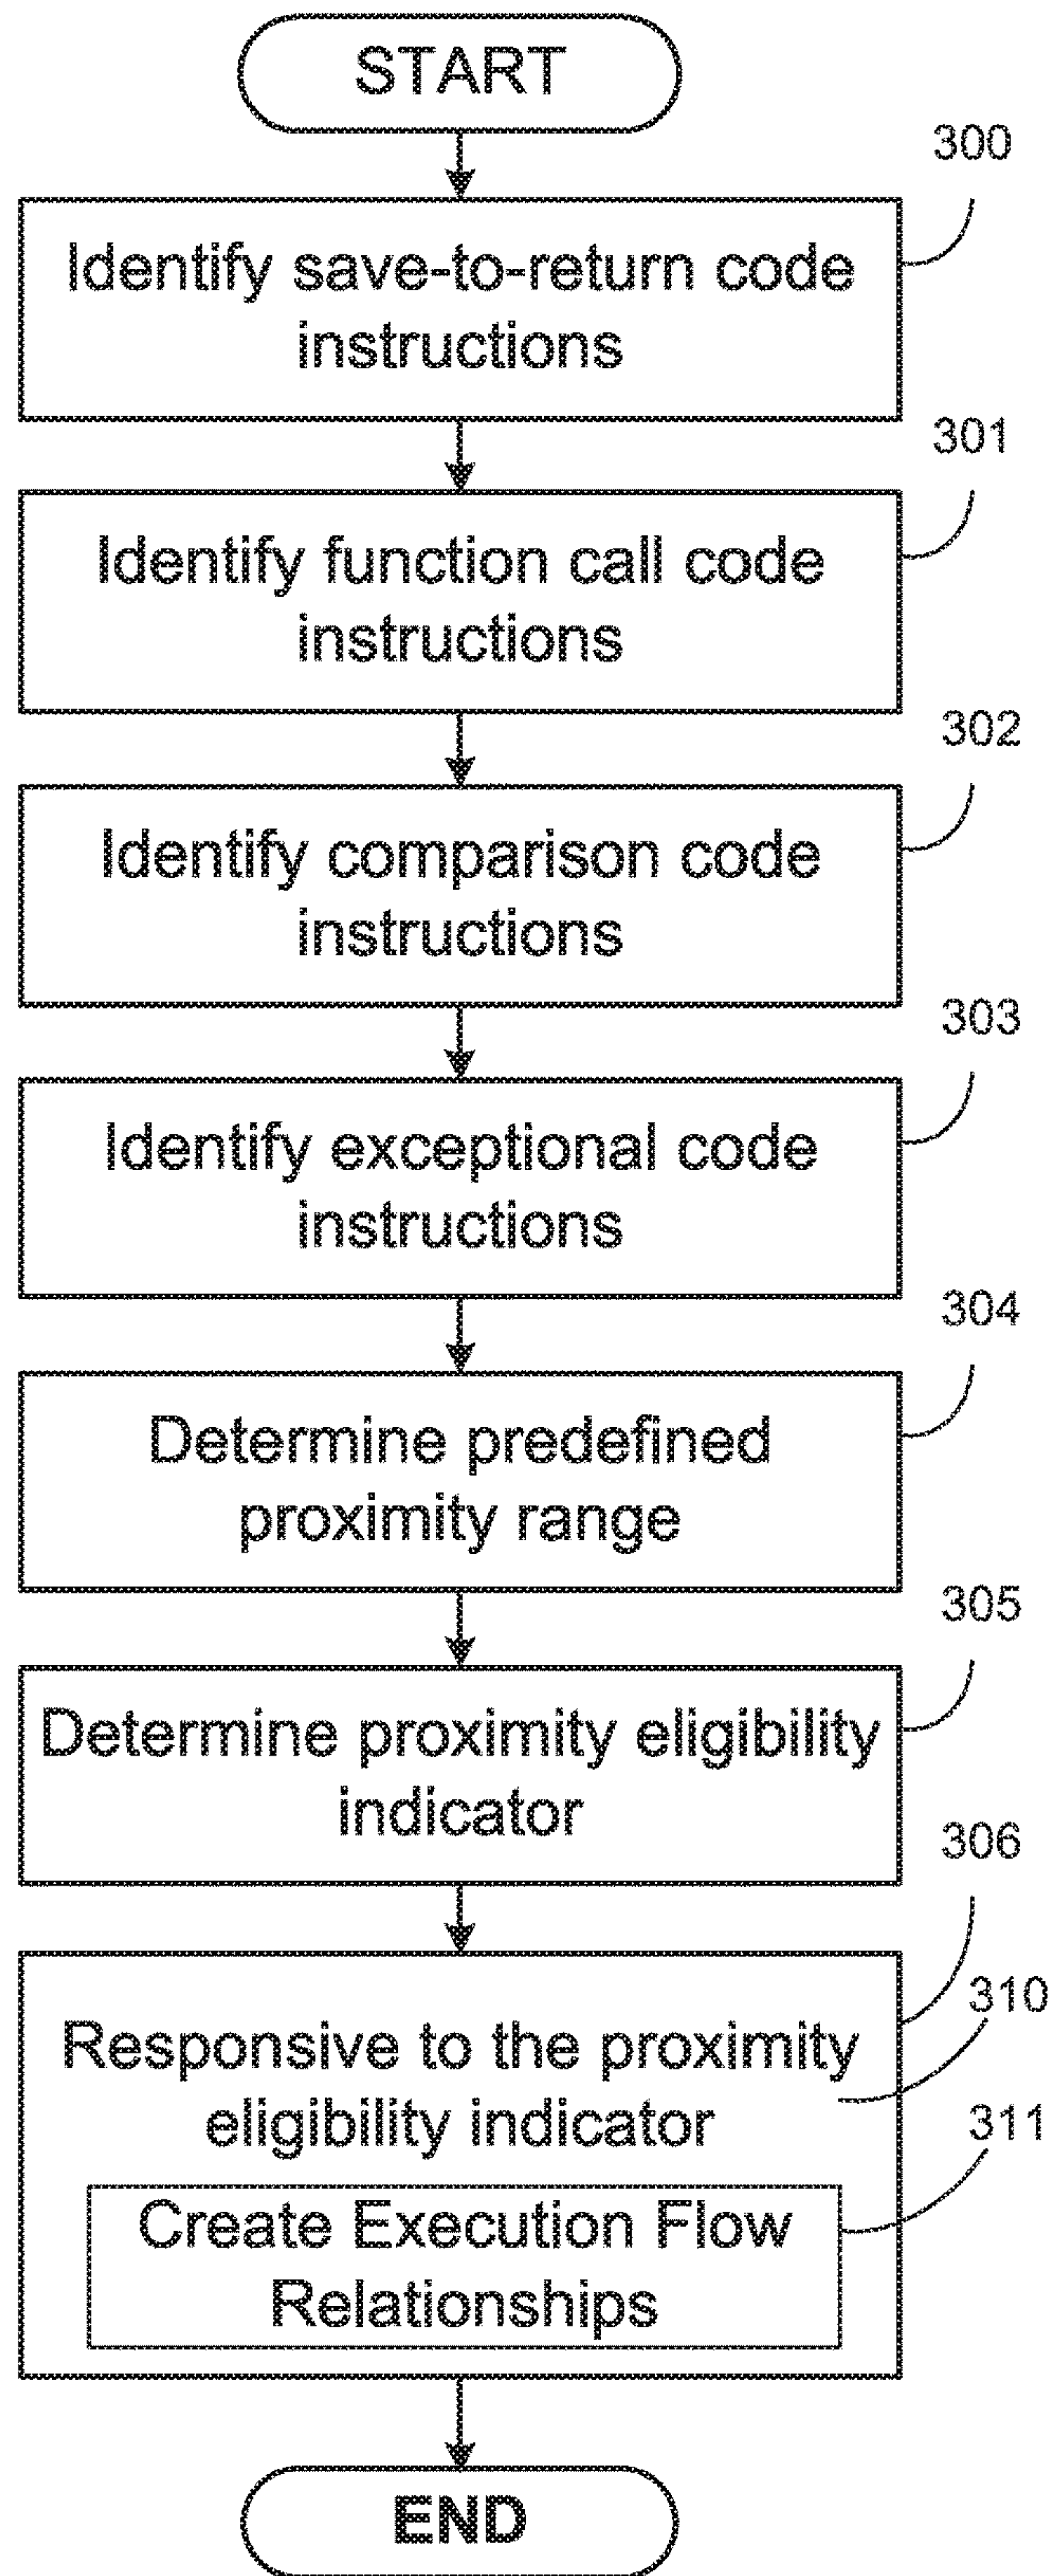 START
300
Identify save-to-return code
instructions
301
Identify function call code
instructions
302
Identify comparison code
instructions
303
Identify exceptional code
instructions
304
Determine predefined
proximity range
305
Determine proximity eligibility
indicator
306
310
Responsive to the proximity
eligibility indicator
311
Create Execution Flow
Relationships
END